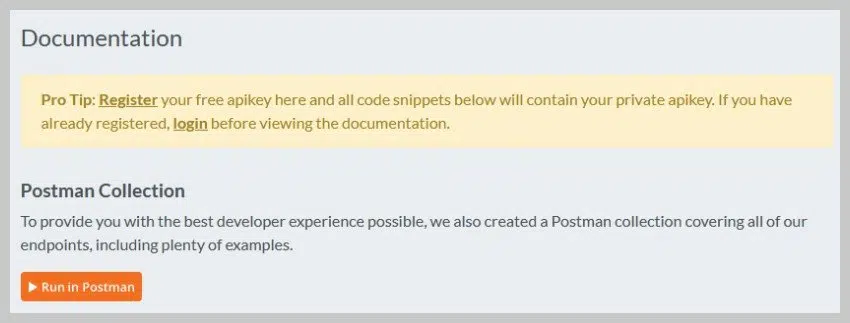 Documentation
Pro Tip: Register your free apikey here and all code snippets below will contain your private apikey. If you have
already registered, login before viewing the documentation.
Postman Collection
To provide you with the best developer experience possible, we also created a Postman collection covering all of our
endpoints, including plenty of examples.
Run in Postman